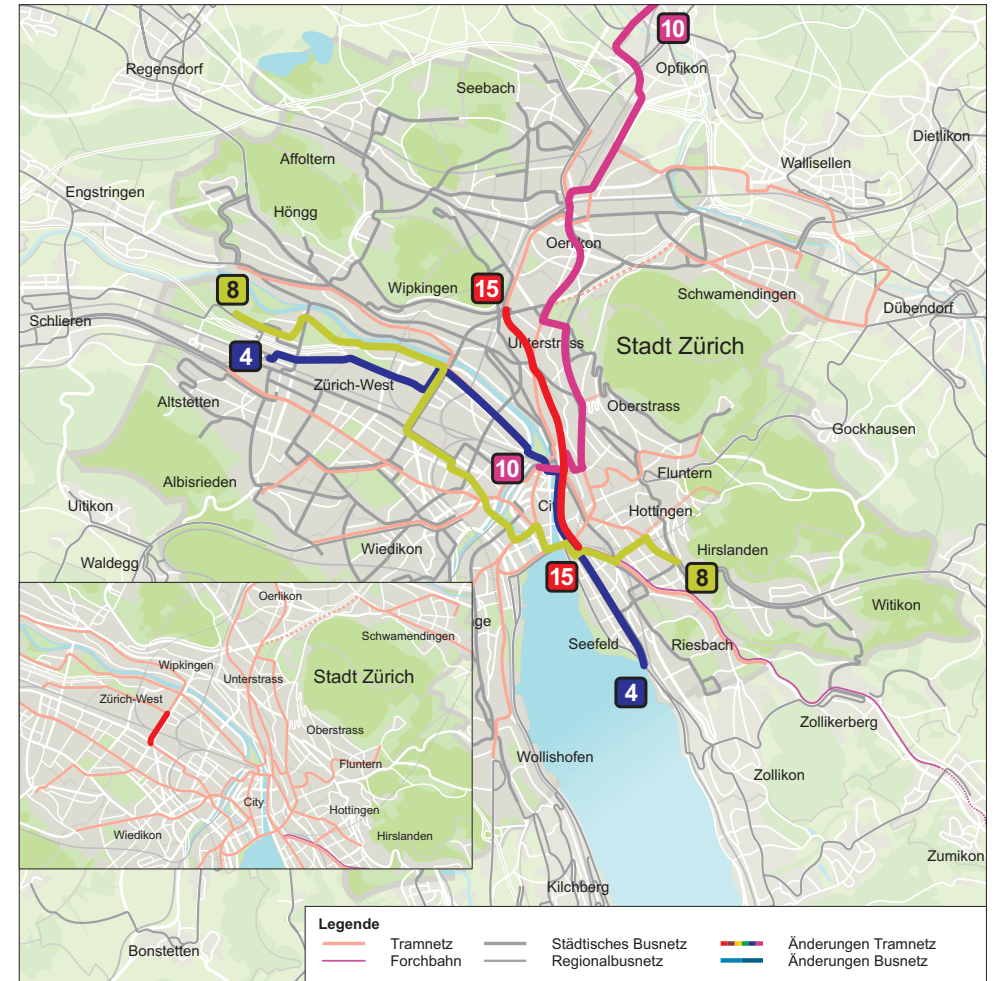 10
Opfikon
Regensdorf
Seebach
Dietlikon
Affoltern
Wallisellen
Engstringen
Höngg
Oerlikon
8
Wipkingen
15
Schwamendingen
Dübendorf
Schlieren
Unterstrass
Stadt Zürich
4
Zürich-West
Altstetten
Oberstrass
Gockhausen
10
Fluntern
Albisrieden
Uitikon
City
Hottingen
Wiedikon
Hirslanden
Waldegg
15
8
Witikon
nge
Seefeld
Riesbach
4
Zollikerberg
Wollishofen
Zollikon
Zumikon
Kilchberg
Bonstetten
Oerlikon
Schwamendingen
Wipkingen
Unterstrass
Stadt Zürich
Zürich-West
Oberstrass
Fluntern
City
Hottingen
Wiedikon
Hirslanden
Legende
Tramnetz
Städtisches Busnetz
Änderungen Tramnetz
Forchbahn
Regionalbusnetz
Änderungen Busnetz